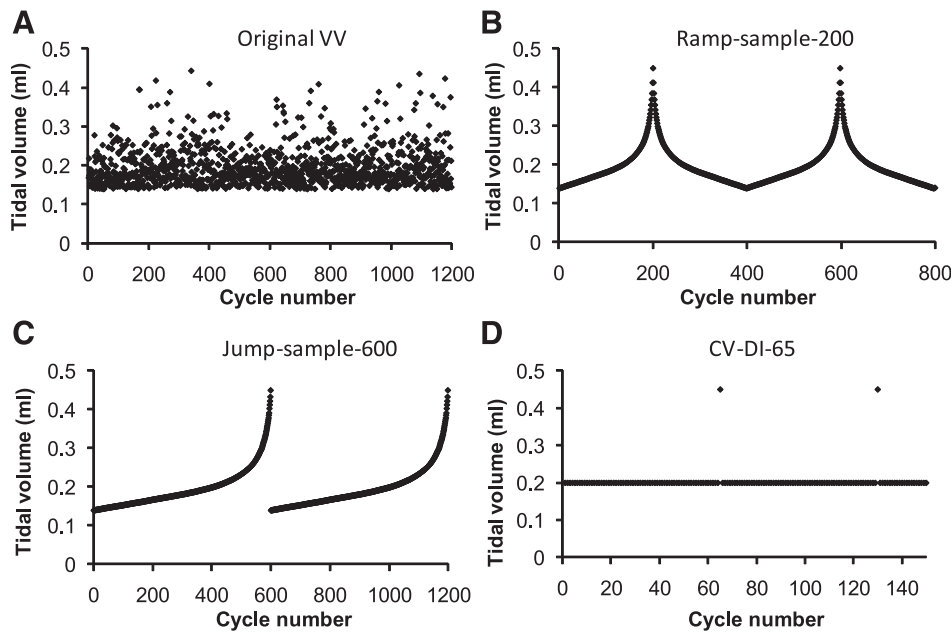 A
Original VV
Tidal volume (ml)
0.5
0.4
0.3
0.2
0.1
0
0 200 400 600 800 1000 1200
Cycle number
B
Ramp-sample-200
Tidal volume (ml)
0.5
0.4
0.3
0.2
0.1
0
0 200 400 600 800
Cycle number
C
Jump-sample-600
Tidal volume (ml)
0.5
0.4
0.3
0.2
0.1
0
0 200 400 600 800 1000 1200
Cycle number
D
CV-DI-65
Tidal volume (ml)
0.5
0.4
0.3
0.2
0.1
0
0 20 40 60 80 100 120 140
Cycle number